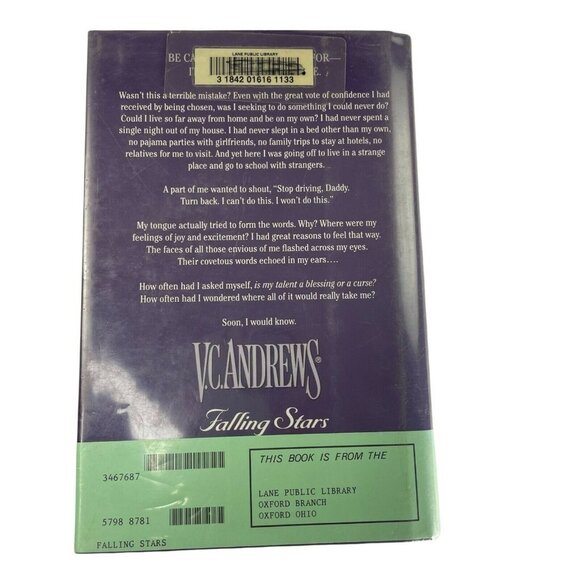 LANE PUBLIC LIBRARY
3 1842 01616 1133
BE CA FOR—
I E.
Wasn't this a terrible mistake? Even with the great vote of confidence I had
received by being chosen, was I seeking to do something I could never do?
Could I live so far away from home and be on my own? I had never spent a
single night out of my house. I had never slept in a bed other than my own,
no pajama parties with girlfriends, no family trips to stay at hotels, no
relatives for me to visit. And yet here I was going off to live in a strange
place and go to school with strangers.
A part of me wanted to shout, "Stop driving, Daddy.
Turn back. I can't do this. I won't do this."
My tongue actually tried to form the words. Why? Where were my
feelings of joy and excitement? I had great reasons to feel that way.
The faces of all those envious of me flashed across my eyes.
Their covetous words echoed in my ears....
How often had I asked myself, is my talent a blessing or a curse?
How often had I wondered where all of it would really take me?
Soon, I would know.
V.C. ANDREWS®
Falling Stars
THIS BOOK IS FROM THE
3467687
LANE PUBLIC LIBRARY
OXFORD BRANCH
5798 8781
OXFORD OHIO
FALLING STARS